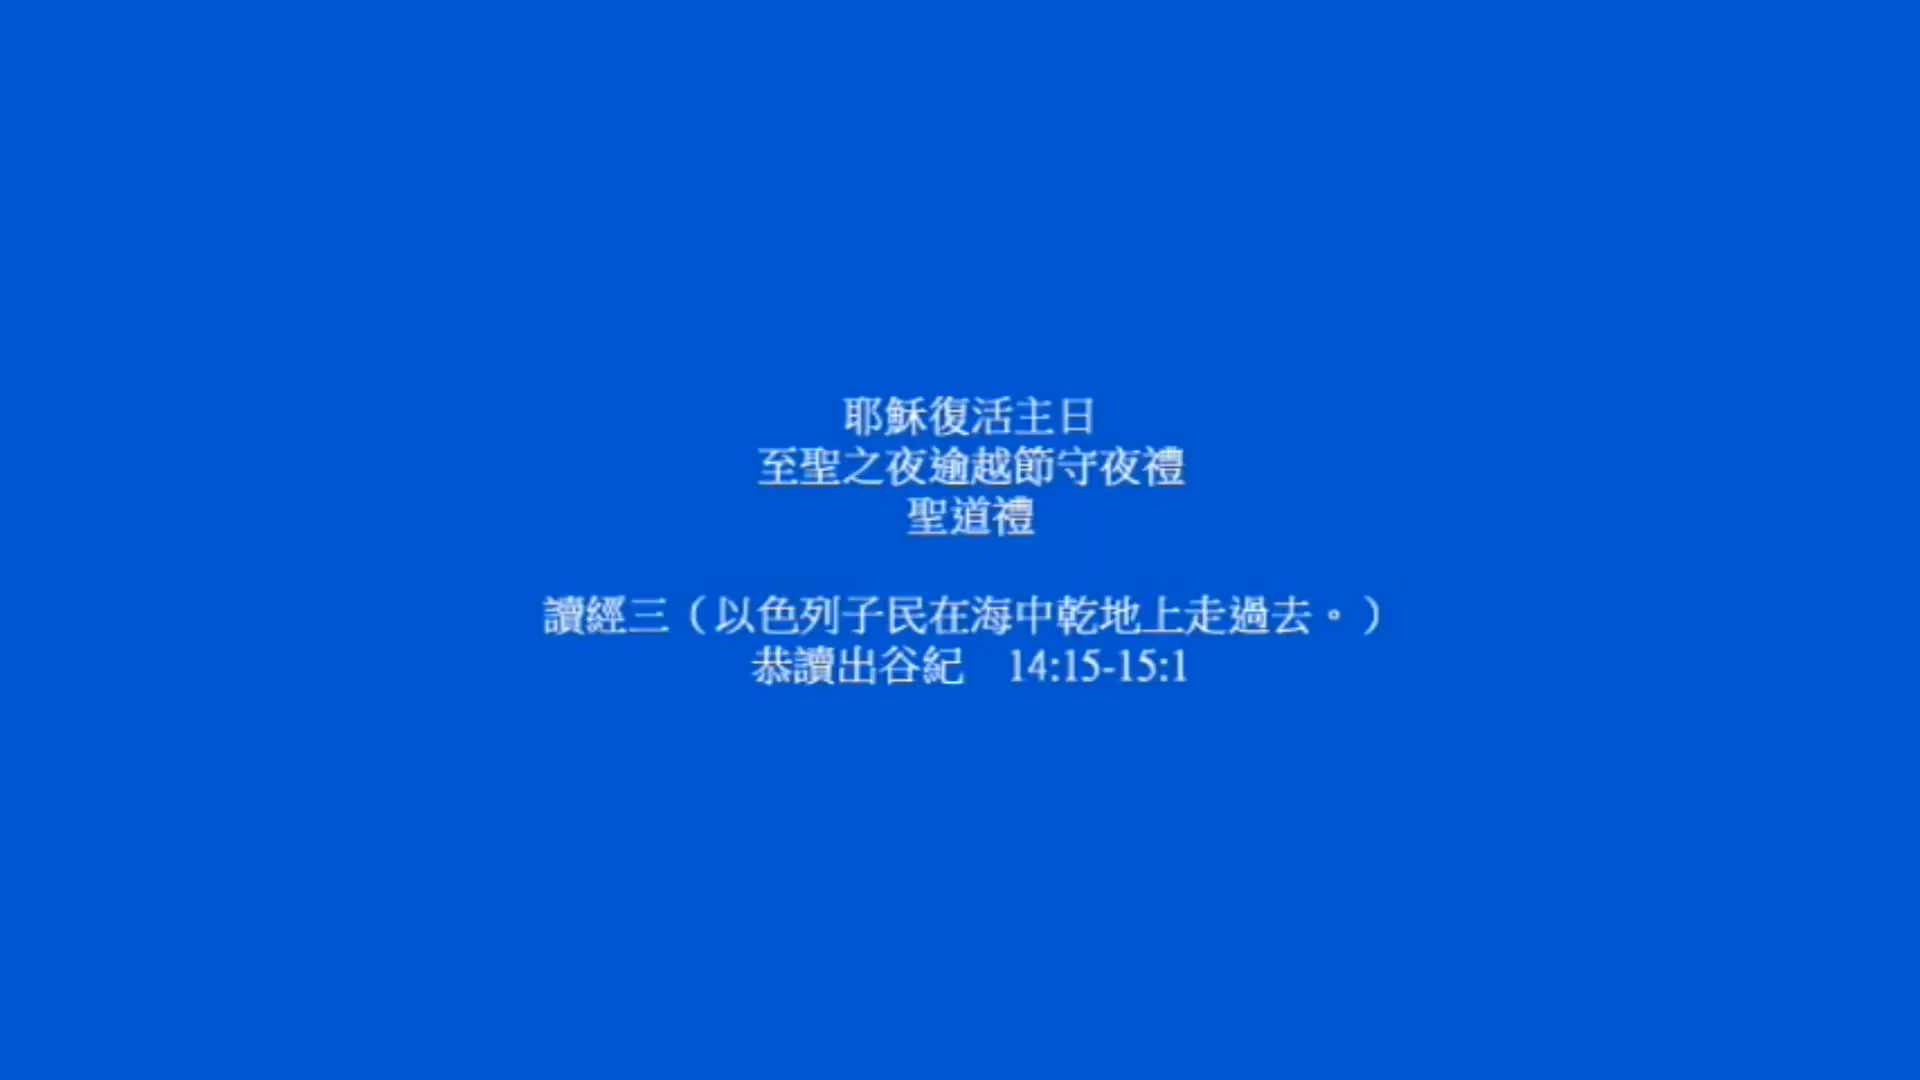 耶穌復活主日
至聖之夜逾越節守夜禮
聖道禮
讀經三（以色列子民在海中乾地上走過去。）
恭讀出谷紀　14:15-15:1